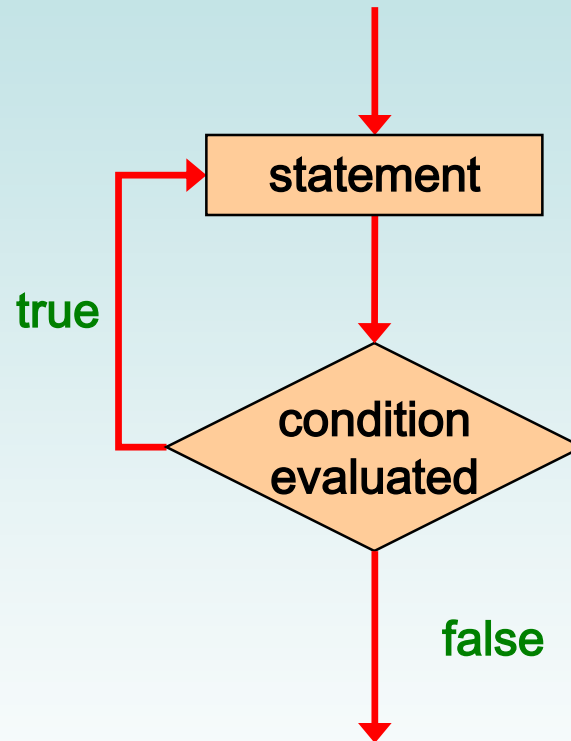 statement
true
condition
evaluated
false